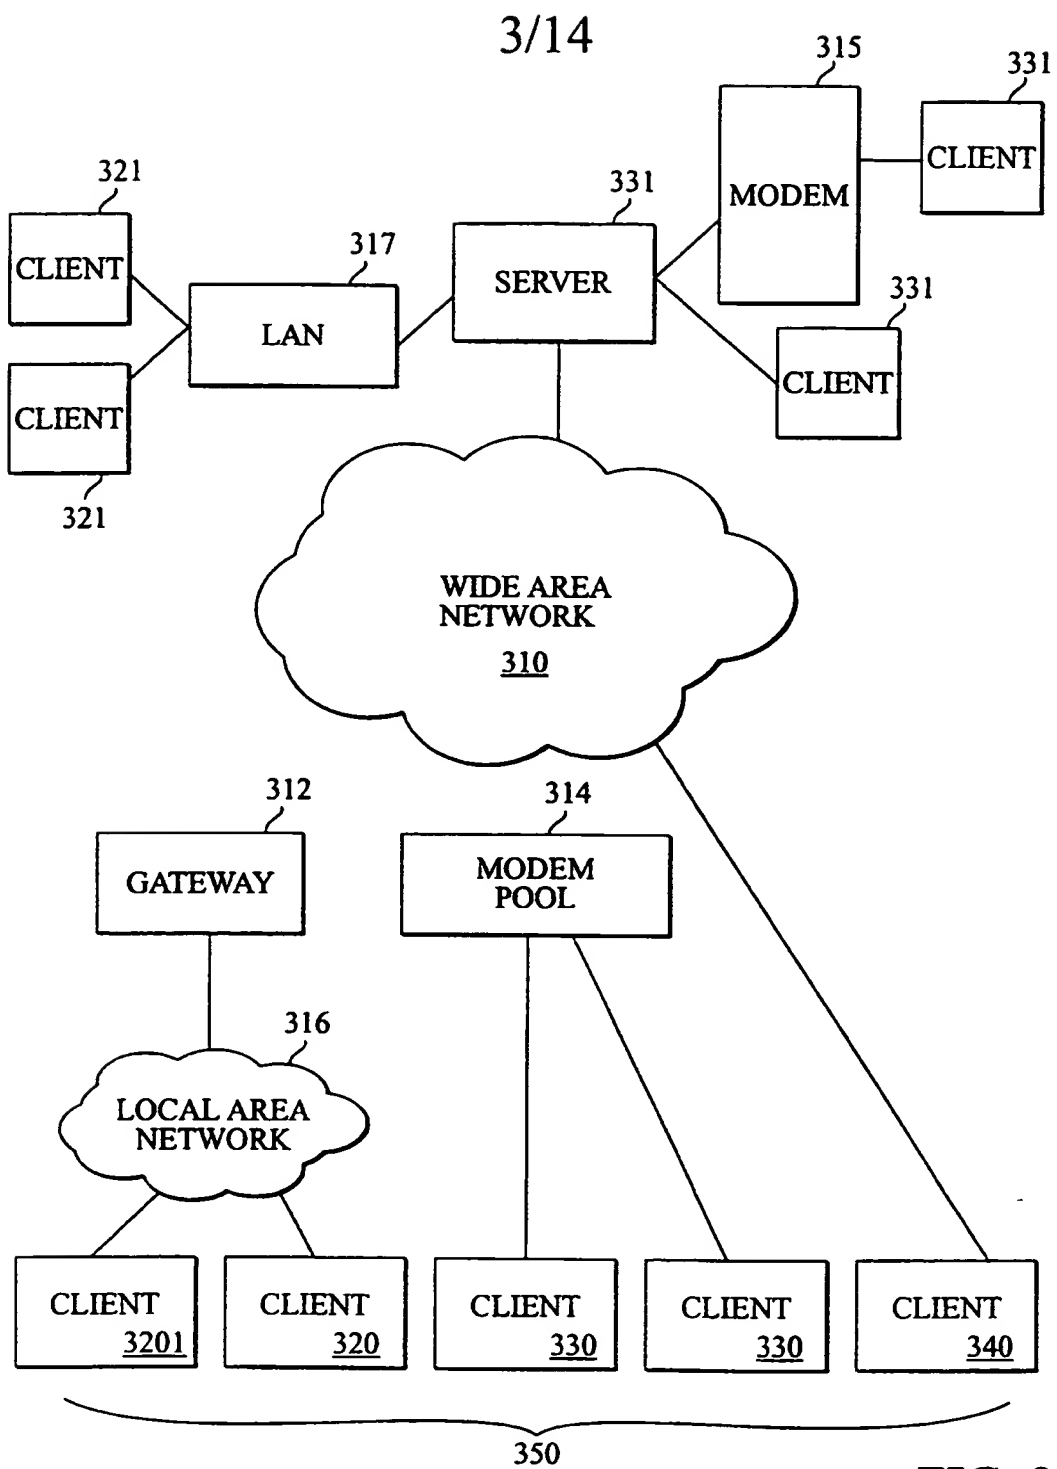 3/14
315
331
CLIENT
MODEM
321
331
CLIENT
317
SERVER
331
LAN
CLIENT
CLIENT
321
WIDE AREA
NETWORK
310
312
314
GATEWAY
MODEM
POOL
316
LOCAL AREA
NETWORK
CLIENT
3201
CLIENT
320
CLIENT
330
CLIENT
330
CLIENT
340
350